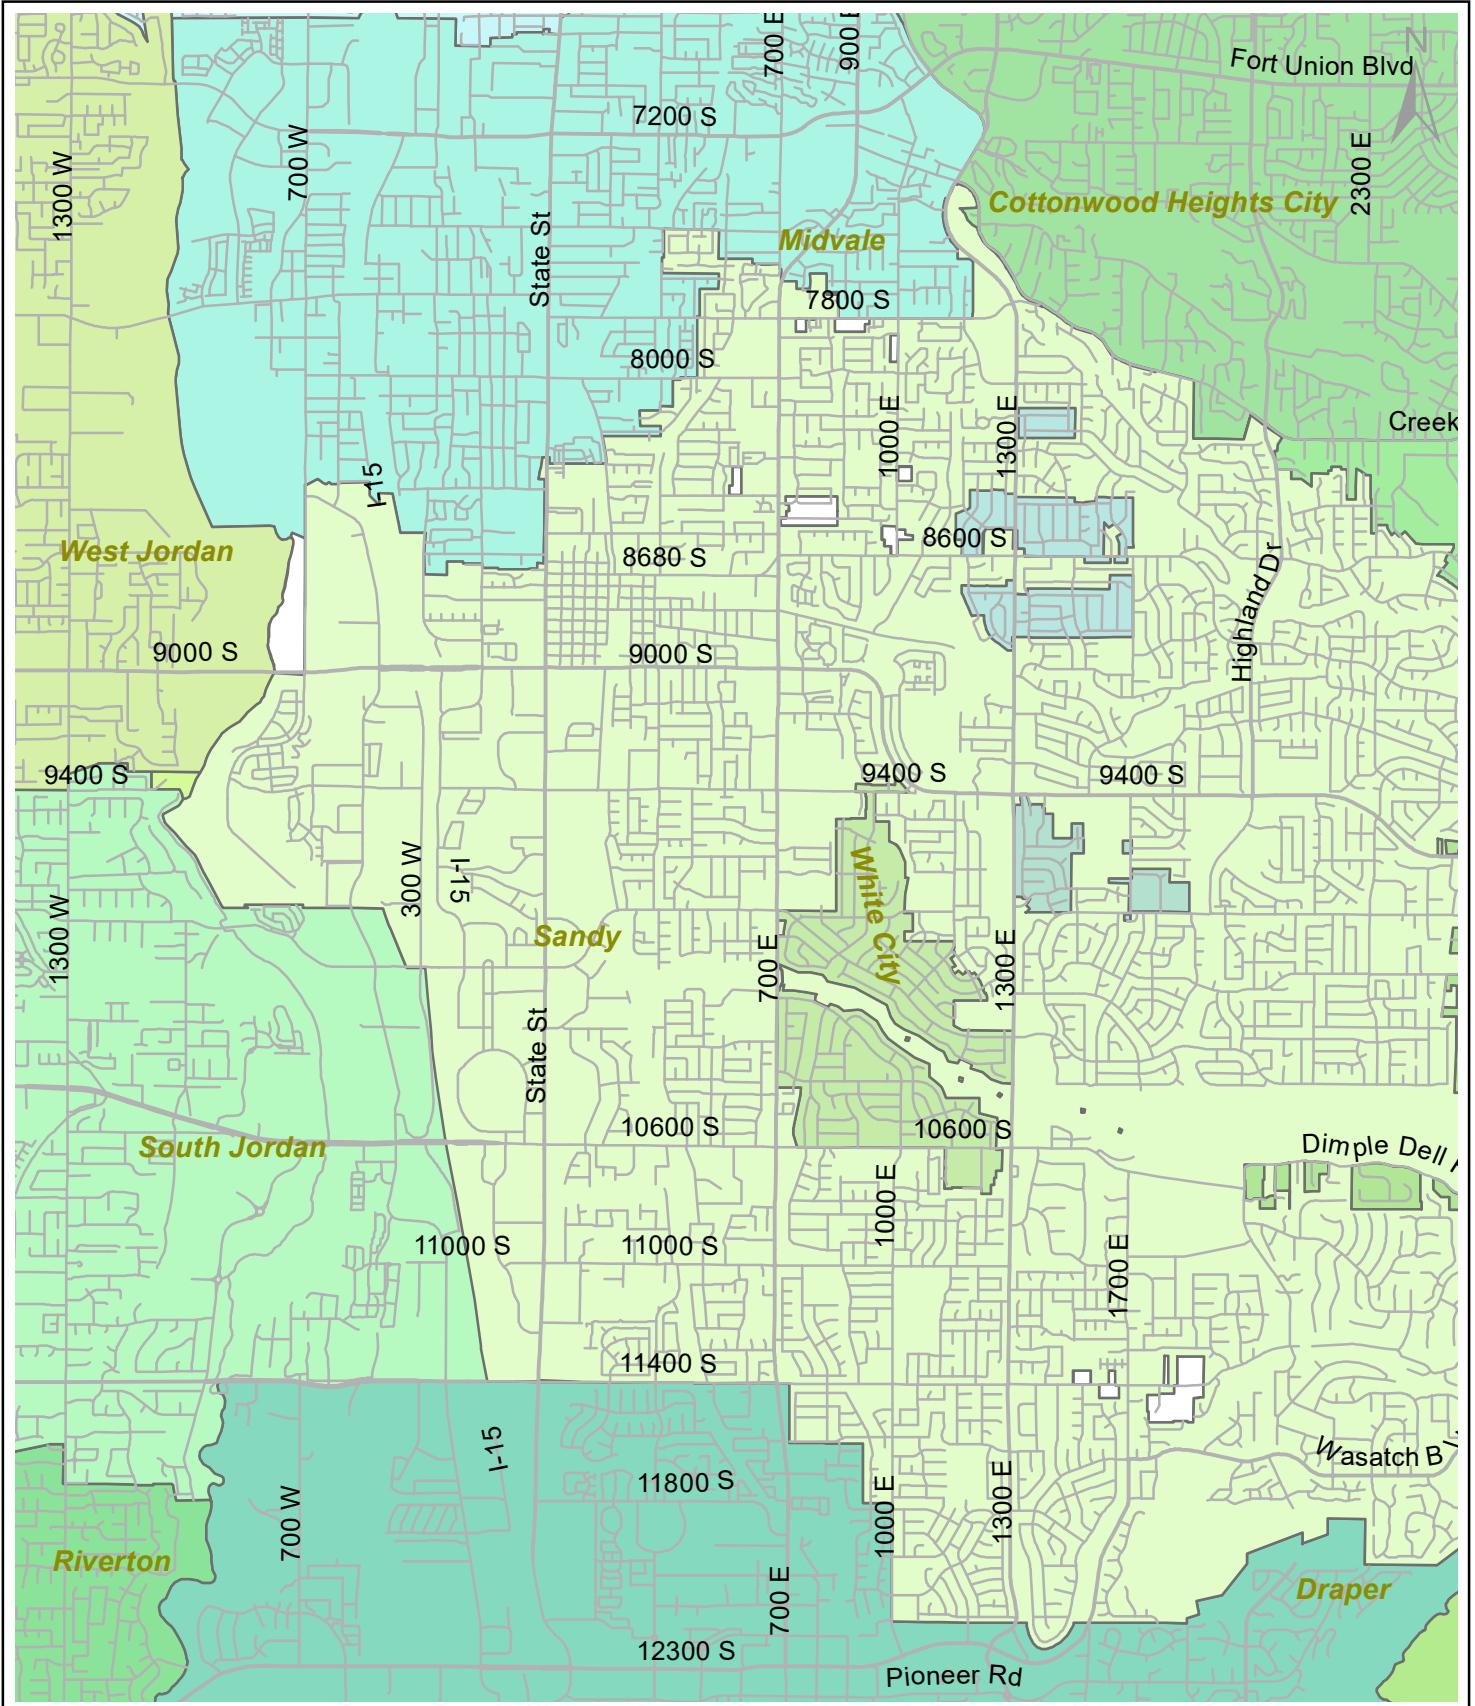 700 E
900 E
N
Fort Union Blvd
7200 S
1300 W
700 W
2300 E
Cottonwood Heights City
State St
Midvale
7800 S
8000 S
1000 E
1300 E
Creek
I-15
West Jordan
8600 S
8680 S
Highland Dr
9000 S
9000 S
9400 S
9400 S
9400 S
300 W
I-15
White City
1300 W
Sandy
700 E
1300 E
State St
10600 S
10600 S
South Jordan
Dimple Dell
1000 E
11000 S
11000 S
1700 E
11400 S
I-15
Wasatch B
11800 S
700 W
1000 E
1300 E
Riverton
700 E
Draper
12300 S
Pioneer Rd